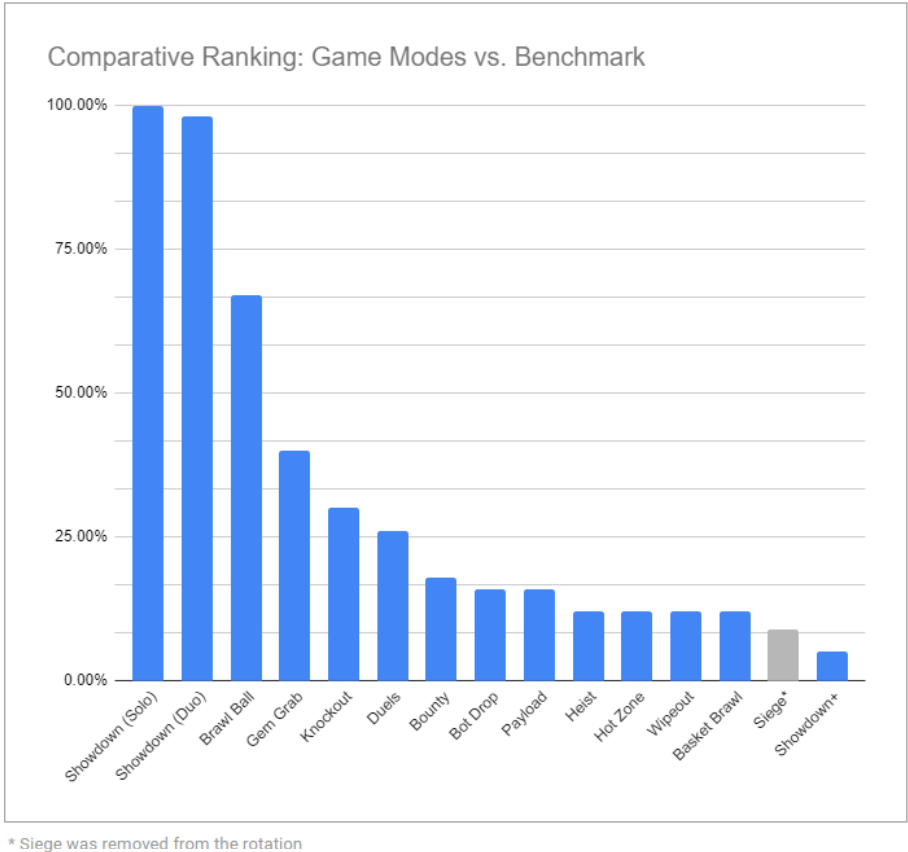 Comparative Ranking: Game Modes vs. Benchmark
100.00%
75.00%
50.00%
25.00%
0.00%
Showdown (Solo)
Showdown (Duo)
Brawl Ball
Gem Grab
Knockout
Duels
Bounty
Bot Drop
Payload
Heist
Hot Zone
Wipeout
Basket Brawl
Siege*
Showdown+
* Siege was removed from the rotation